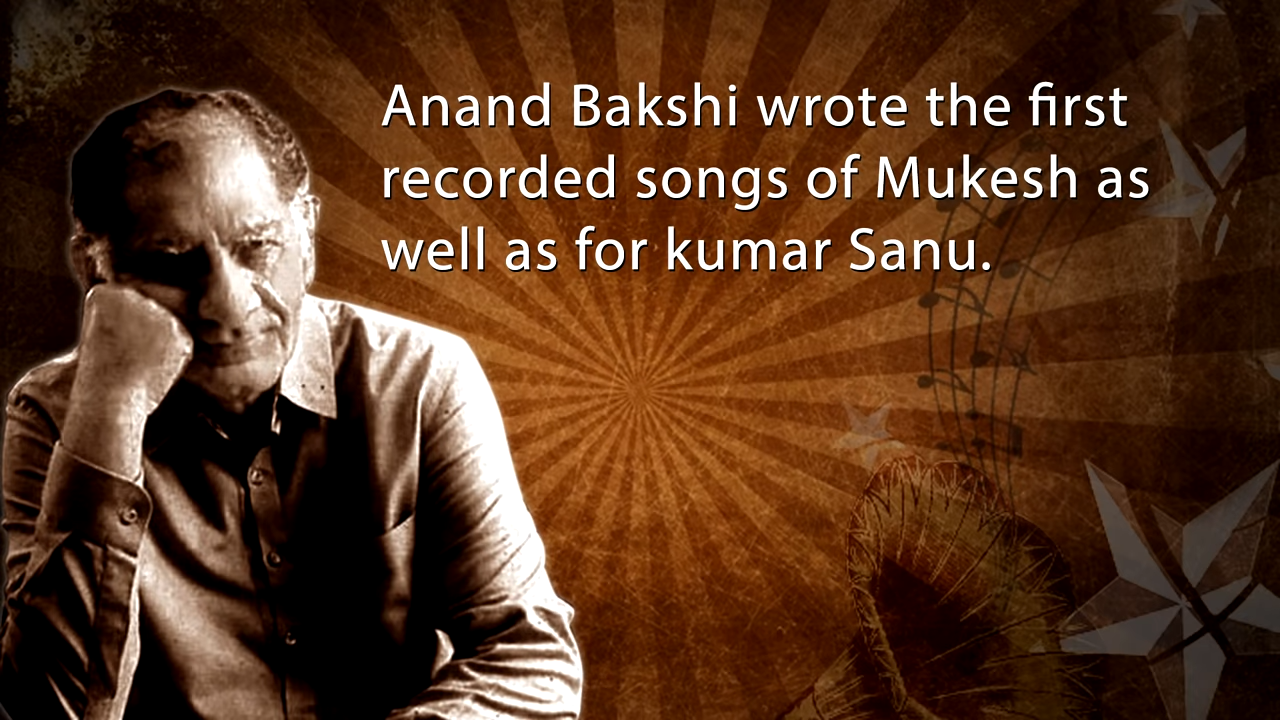 Anand Bakshi wrote the first
recorded songs of Mukesh as
well as for kumar Sanu.